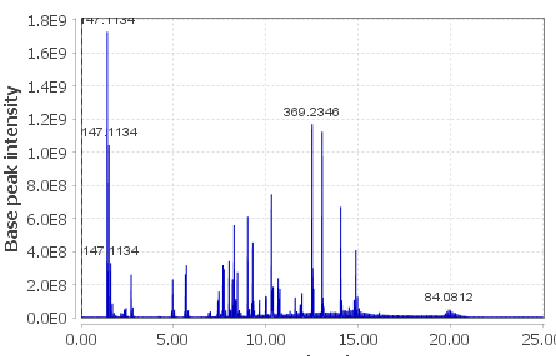 147.1134
1.8E9
1.6E9
1.4E9
369.2346
1.2E9
147.1134
1.0E9
8.0E8
6.0E8
147.1134
4.0E8
84.0812
2.0E8
0.0E0
Base peak intensity
0.00 5.00 10.00 15.00 20.00 25.00